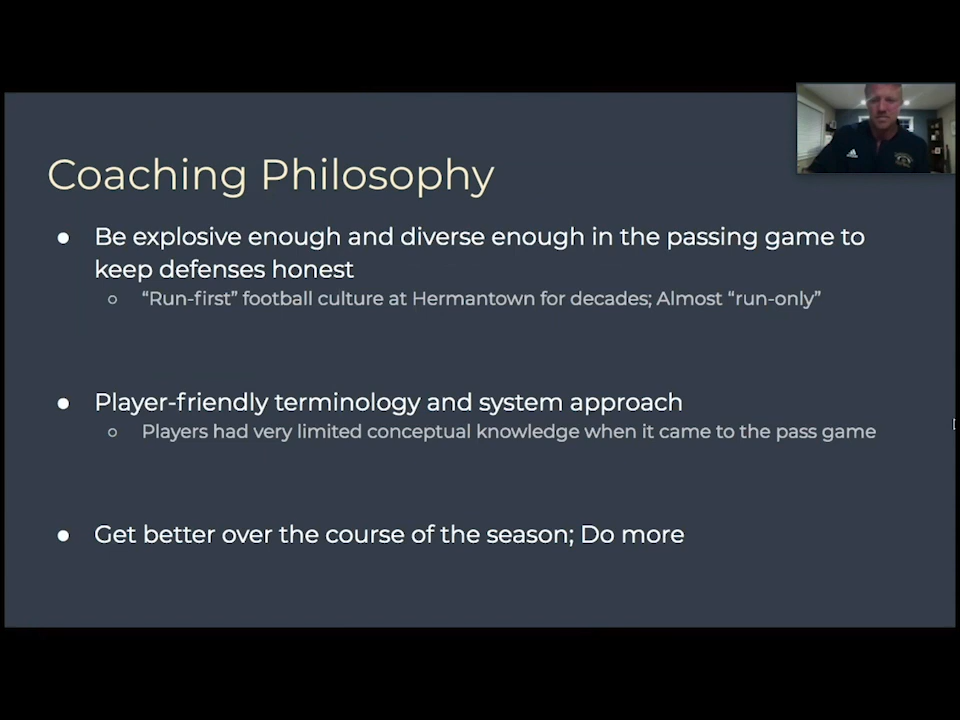 Coaching Philosophy
● Be explosive enough and diverse enough in the passing game to
keep defenses honest
○ “Run-first” football culture at Hermantown for decades; Almost “run-only”
● Player-friendly terminology and system approach
○ Players had very limited conceptual knowledge when it came to the pass game
● Get better over the course of the season; Do more